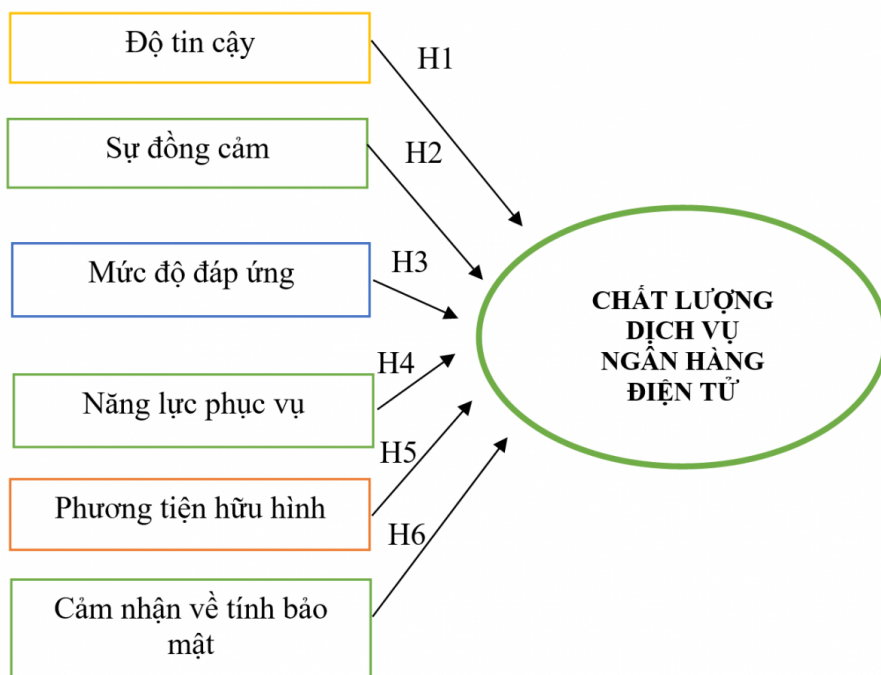 Độ tin cậy
H1
Sự đồng cảm
H2
Mức độ đáp ứng
H3
Năng lực phục vụ
H4
Phương tiện hữu hình
H5
Cảm nhận về tính bảo
mật
H6
CHẤT LƯỢNG
DỊCH VỤ
NGÂN HÀNG
ĐIỆN TỬ